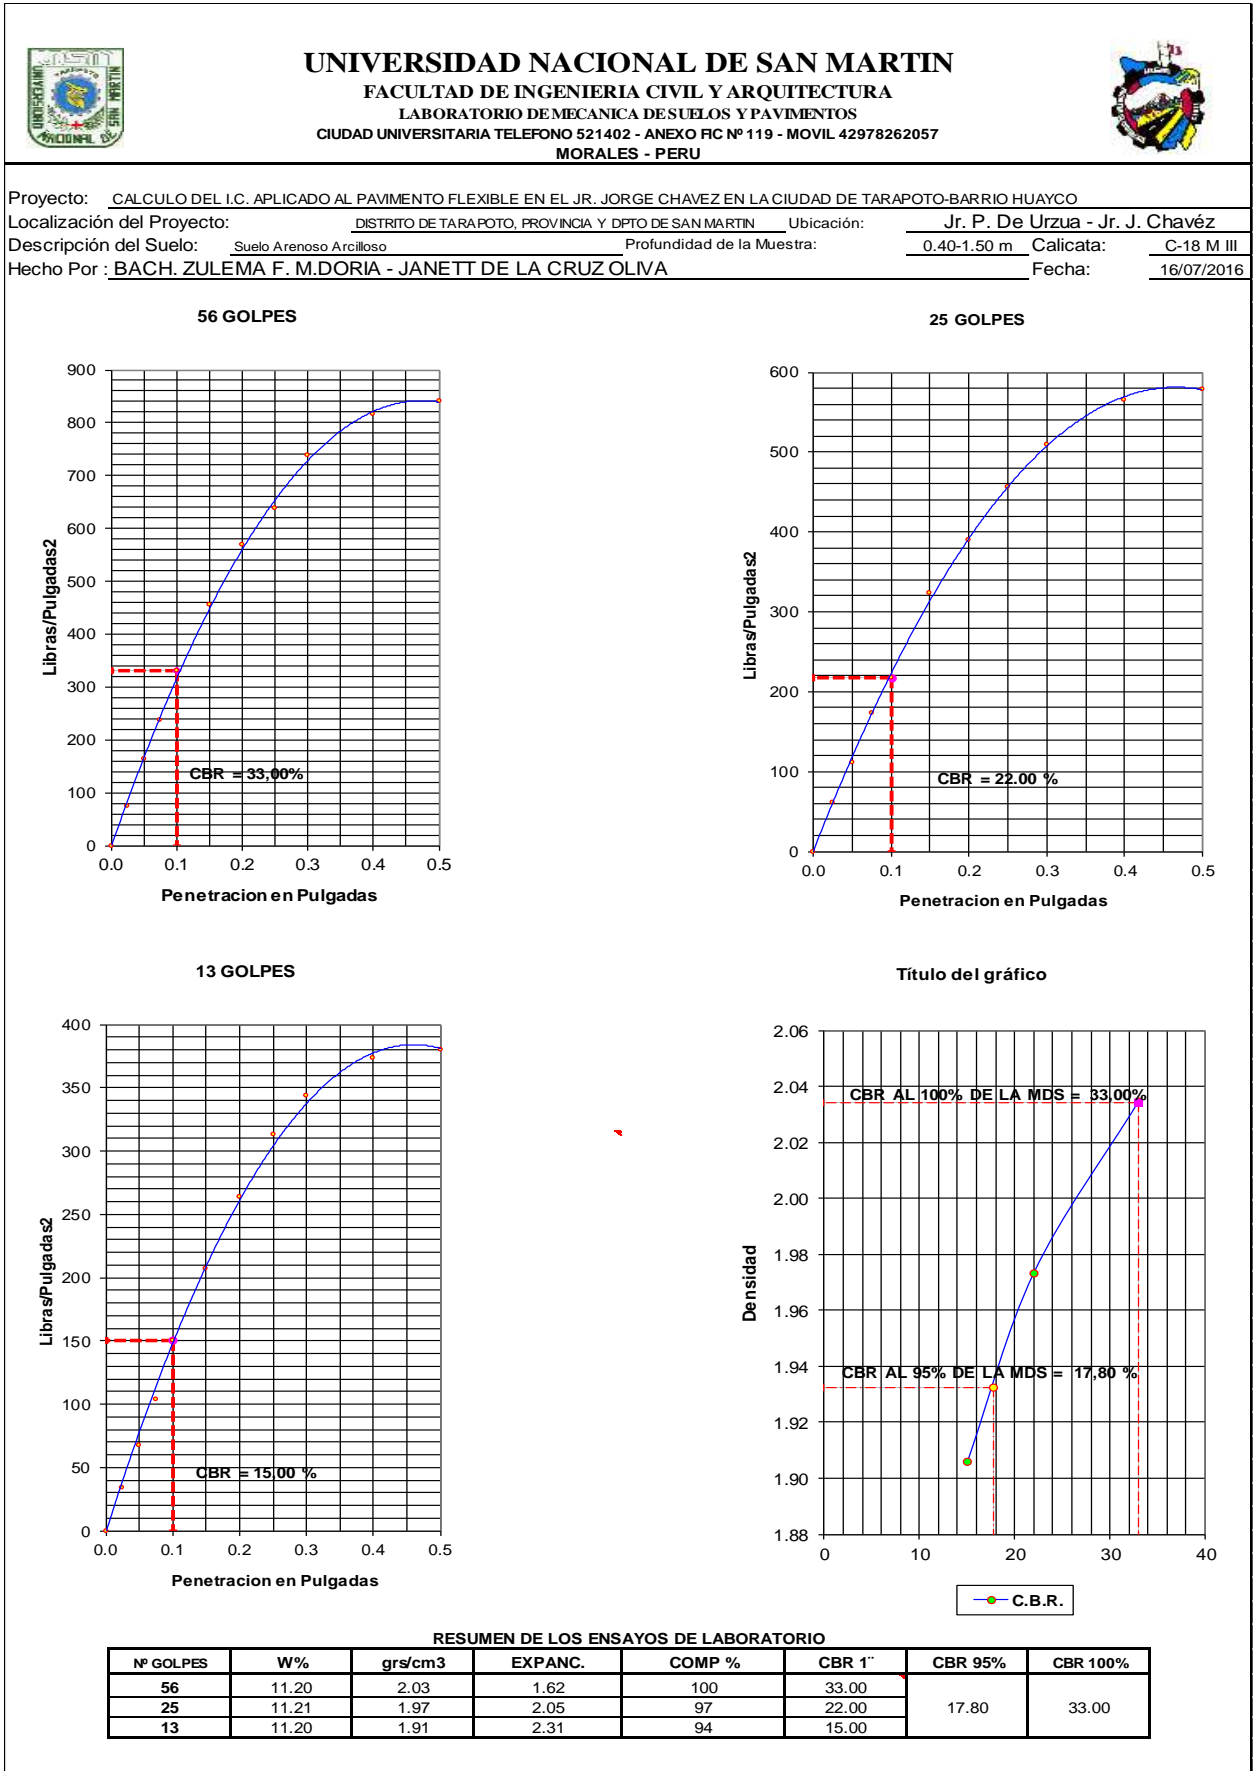 UNIVERSIDAD NACIONAL DE SAN MARTIN
FACULTAD DE INGENIERIA CIVIL Y ARQUITECTURA
LABORATORIO DE MECANICA DE SUELOS Y PAVIMENTOS
CIUDAD UNIVERSITARIA TELEFONO 521402 - ANEXO FIC Nº 119 - MOVIL 42978262057
MORALES - PERU
Proyecto: CALCULO DEL I.C. APLICADO AL PAVIMENTO FLEXIBLE EN EL JR. JORGE CHAVEZ EN LA CIUDAD DE TARAPOTO-BARRIO HUAYCO
Localización del Proyecto: DISTRITO DE TARAPOTO, PROVINCIA Y DPTO DE SAN MARTIN Ubicación: Jr. P. De Urzua - Jr. J. Chavéz
Descripción del Suelo: Suelo Arenoso Arcilloso Profundidad de la Muestra: 0.40-1.50 m Calicata: C-18 M III
Hecho Por : BACH. ZULEMA F. M.DORIA - JANETT DE LA CRUZ OLIVA Fecha: 16/07/2016
56 GOLPES
900
800
700
600
500
400
300
200
100
0
Libras/Pulgadas2
CBR = 33,00%
0.0 0.1 0.2 0.3 0.4 0.5
Penetracion en Pulgadas
25 GOLPES
600
500
400
300
200
100
0
Libras/Pulgadas2
CBR = 22.00 %
0.0 0.1 0.2 0.3 0.4 0.5
Penetracion en Pulgadas
13 GOLPES
400
350
300
250
200
150
100
50
0
Libras/Pulgadas2
CBR = 15,00 %
0.0 0.1 0.2 0.3 0.4 0.5
Penetracion en Pulgadas
Título del gráfico
2.06
2.04
2.02
2.00
1.98
1.96
1.94
1.92
1.90
1.88
Densidad
CBR AL 100% DE LA MDS = 33,00%
CBR AL 95% DE LA MDS = 17,80 %
0 10 20 30 40
C.B.R.
RESUMEN DE LOS ENSAYOS DE LABORATORIO
Nº GOLPES W% grs/cm3 EXPANC. COMP % CBR 1¨ CBR 95% CBR 100%
56 11.20 2.03 1.62 100 33.00
25 11.21 1.97 2.05 97 22.00 17.80 33.00
13 11.20 1.91 2.31 94 15.00